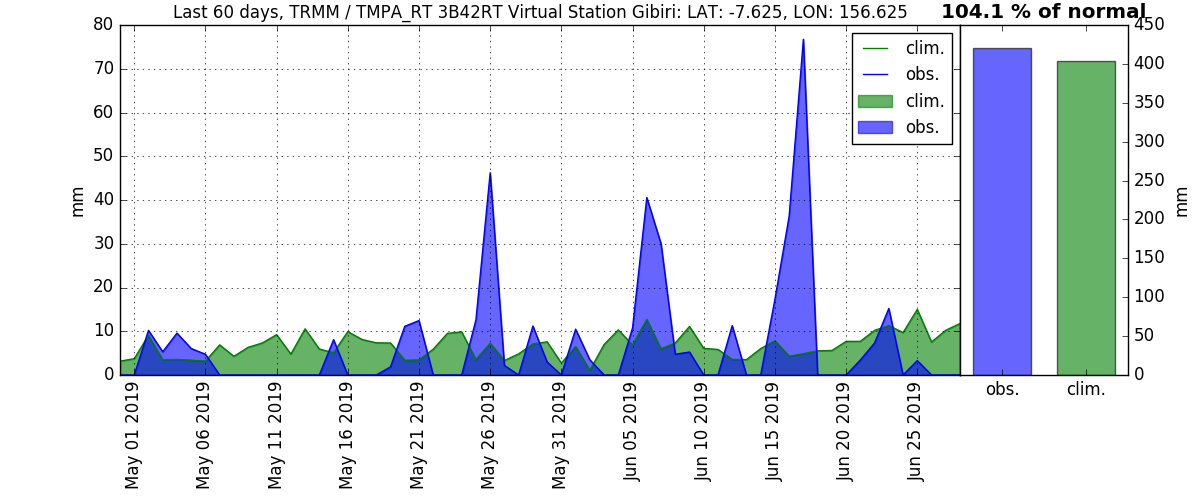 Last 60 days, TRMM / TMPA_RT 3B42RT Virtual Station Gibiri: LAT: -7.625, LON: 156.625
104.1 % of normal
80
70
60
50
40
30
20
10
0
mm
clim.
obs.
clim.
obs.
May 01 2019
May 06 2019
May 11 2019
May 16 2019
May 21 2019
May 26 2019
May 31 2019
Jun 05 2019
Jun 10 2019
Jun 15 2019
Jun 20 2019
Jun 25 2019
450
400
350
300
250
200
150
100
50
0
mm
obs.
clim.